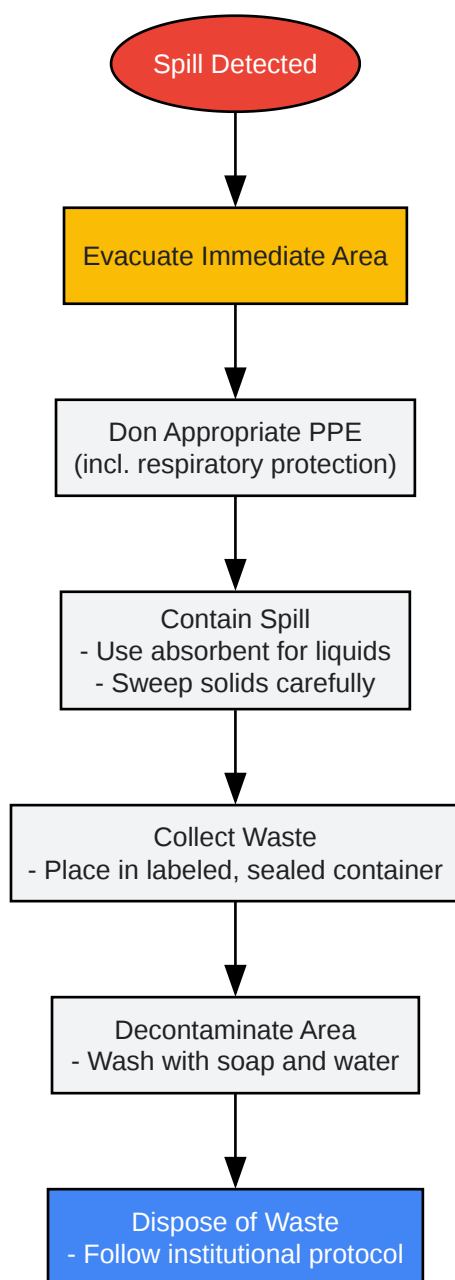 Spill Detected
Evacuate Immediate Area
Don Appropriate PPE
(incl. respiratory protection)
Contain Spill
- Use absorbent for liquids
- Sweep solids carefully
Collect Waste
- Place in labeled, sealed container
Decontaminate Area
- Wash with soap and water
Dispose of Waste
- Follow institutional protocol